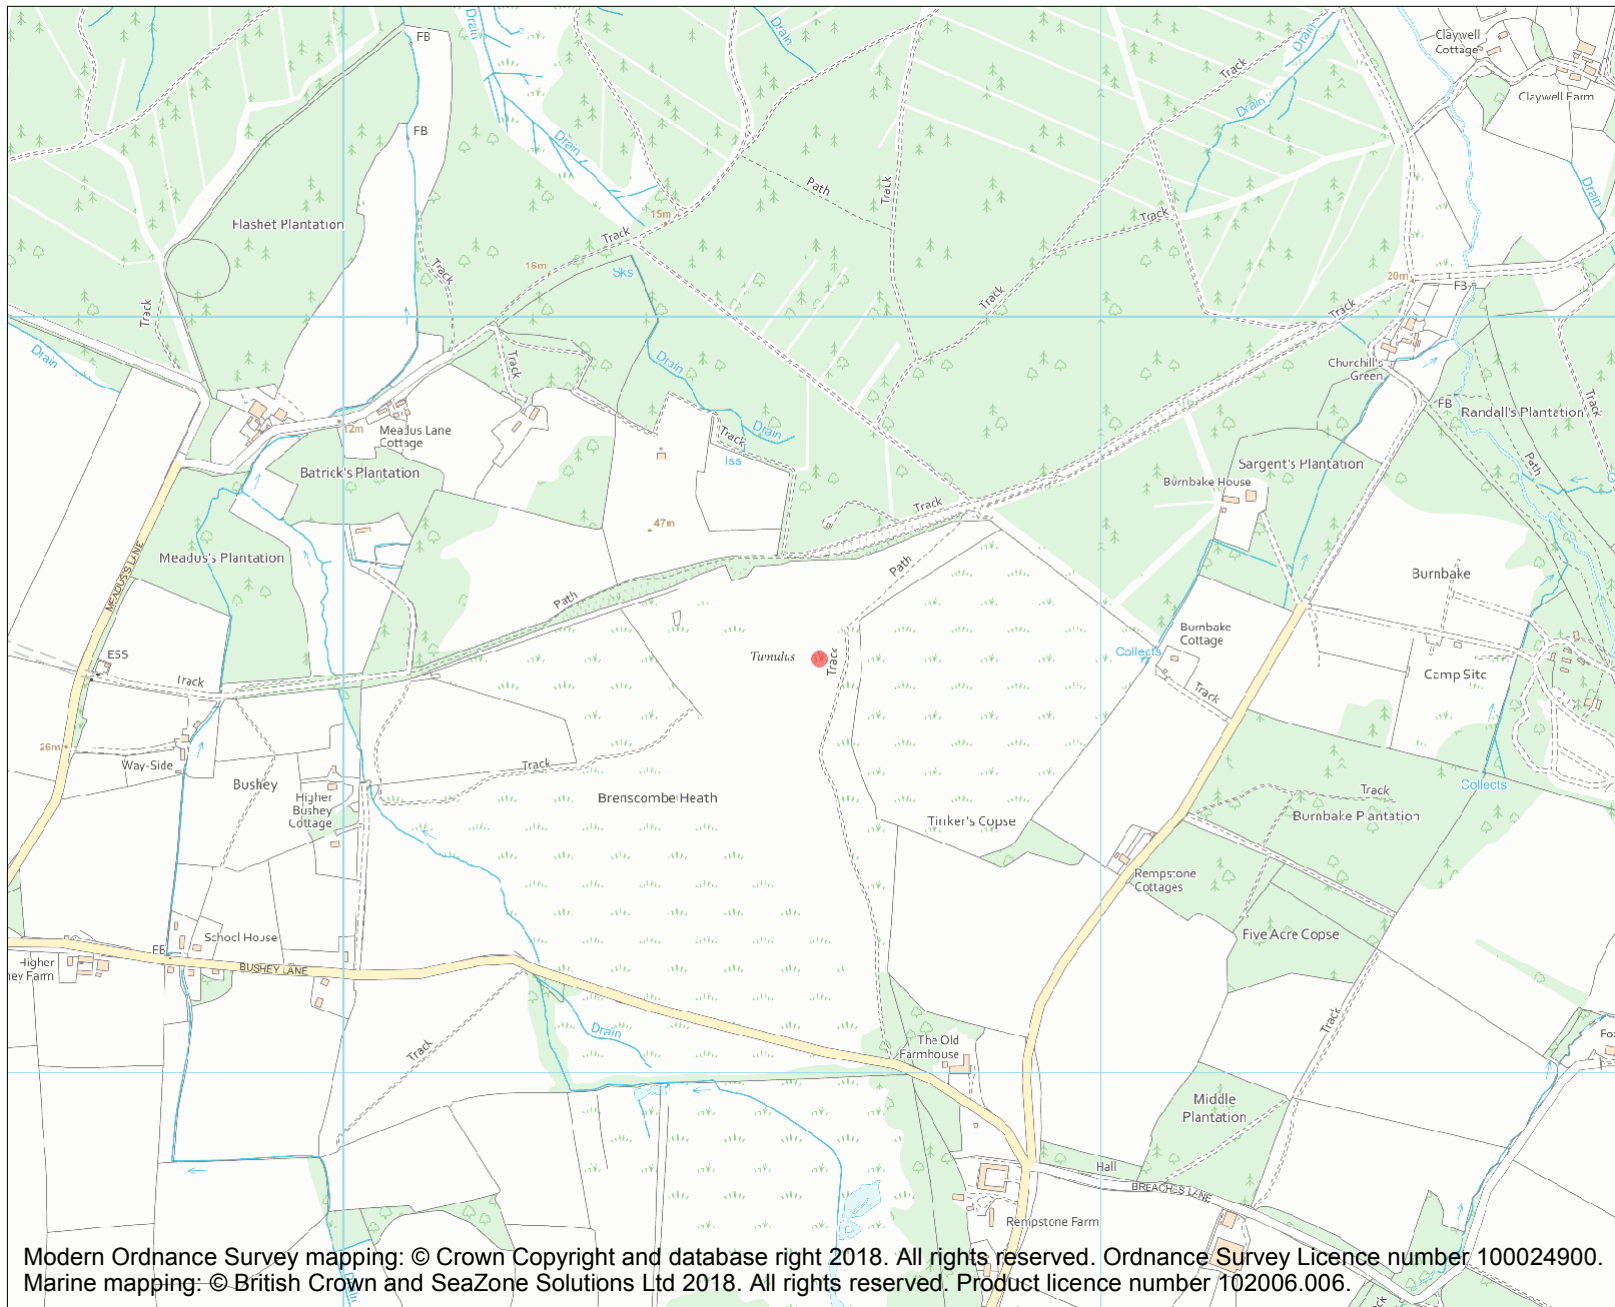 FB
Drain
Drain
Drain
Claywell
Cottage
Track
Claywell Farm
Drain
FB
Drain
Path
Track
Drain
15m
Track
Flashet Plantation
Track
16m
Sks
Track
20m
FB
Track
Track
Track
Drain
Track
Drain
Churchill's
Green
Track
FB
Randall's Plantation
12m
Meadus Lane
Cottage
Track
Drain
Iss
Batrick's Plantation
Sargent's Plantation
Path
Burnbake House
Track
47m
Meadus's Plantation
MEADUS'S LANE
Path
Path
Burnbake
Burnbake
Cottage
ESS
Tumulus
Track
Collects
Camp Site
Track
Track
26m
Way-Side
Bushey
Track
Higher
Bushey
Cottage
Brenscombe Heath
Tinker's Copse
Collects
Track
Burnbake Plantation
Rempstone
Cottages
School House
FB
Five Acre Copse
Higher
ney Farm
BUSHEY LANE
Drain
Track
The Old
Farmhouse
Track
Fox
Middle
Plantation
Hall
BREACH'S LANE
Rempstone Farm
Track
Modern Ordnance Survey mapping: © Crown Copyright and database right 2018. All rights reserved. Ordnance Survey Licence number 100024900.
Marine mapping: © British Crown and SeaZone Solutions Ltd 2018. All rights reserved. Product licence number 102006.006.